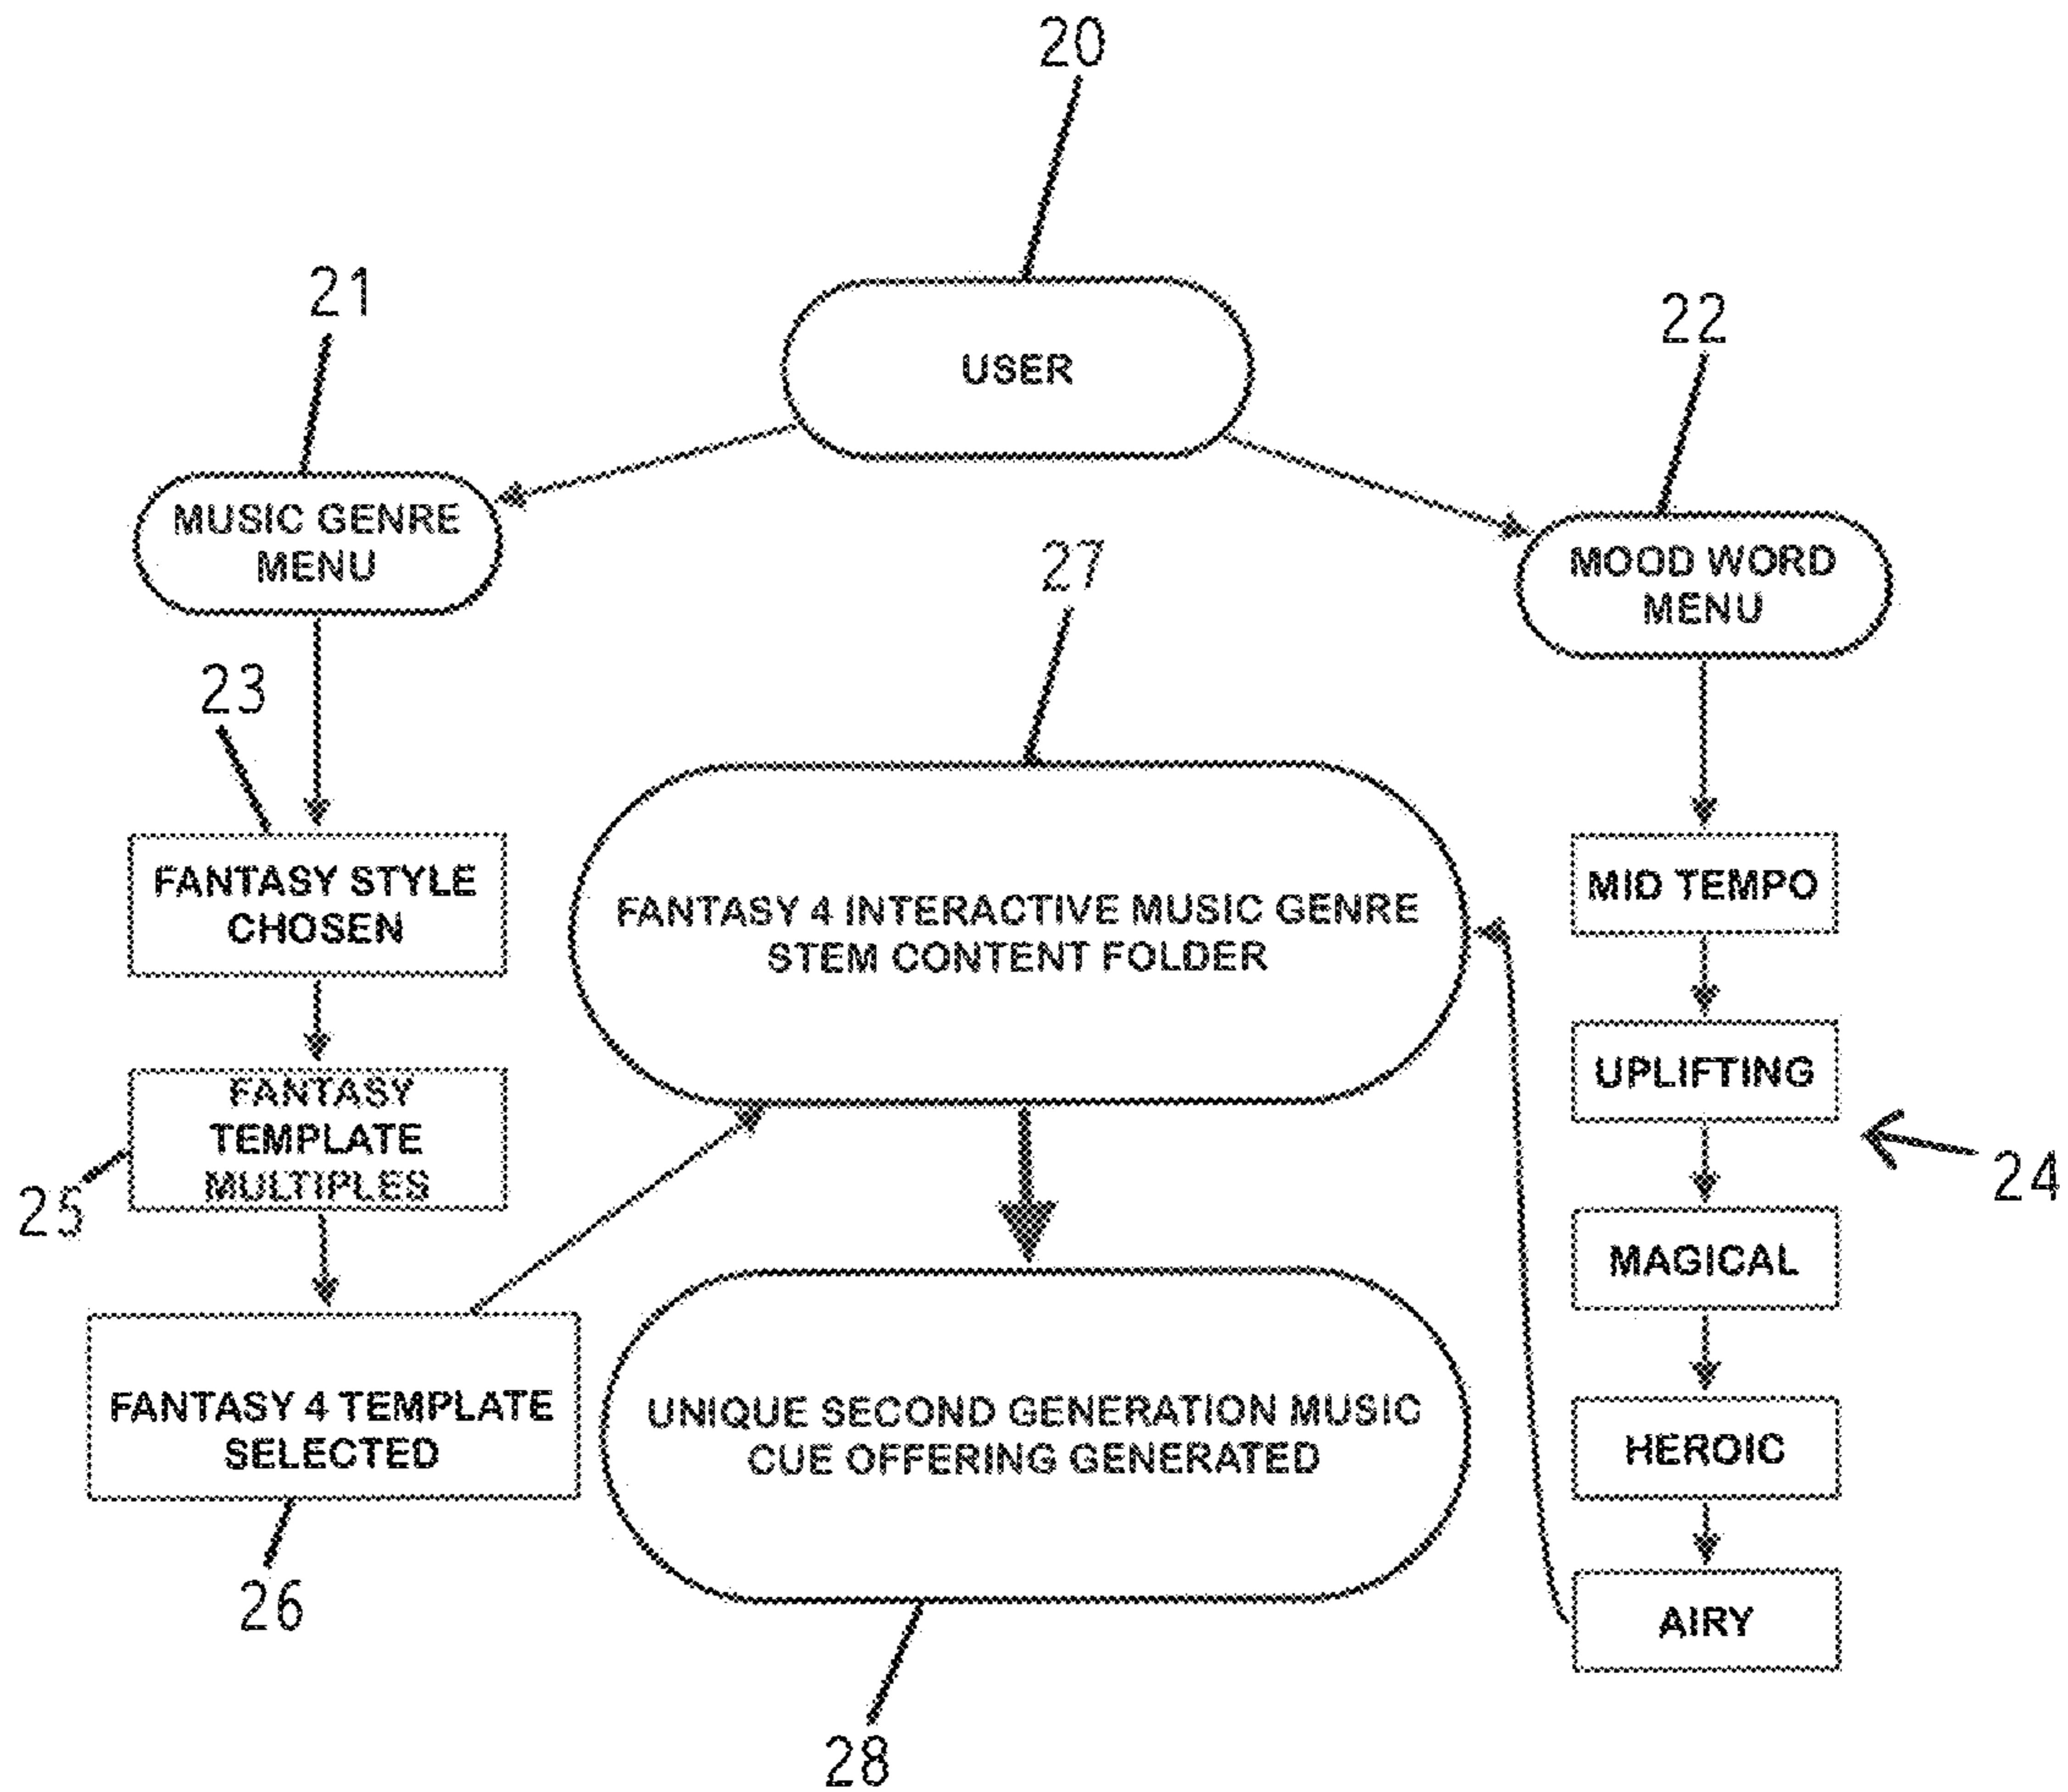 20
21
USER
22
MUSIC GENRE
MENU
27
MOOD WORD
MENU
23
FANTASY STYLE
CHOSEN
FANTASY 4 INTERACTIVE MUSIC GENRE
STEM CONTENT FOLDER
MID TEMPO
FANTASY
TEMPLATE
MULTIPLES
25
UPLIFTING
24
MAGICAL
FANTASY 4 TEMPLATE
SELECTED
26
UNIQUE SECOND GENERATION MUSIC
CUE OFFERING GENERATED
28
HEROIC
AIRY